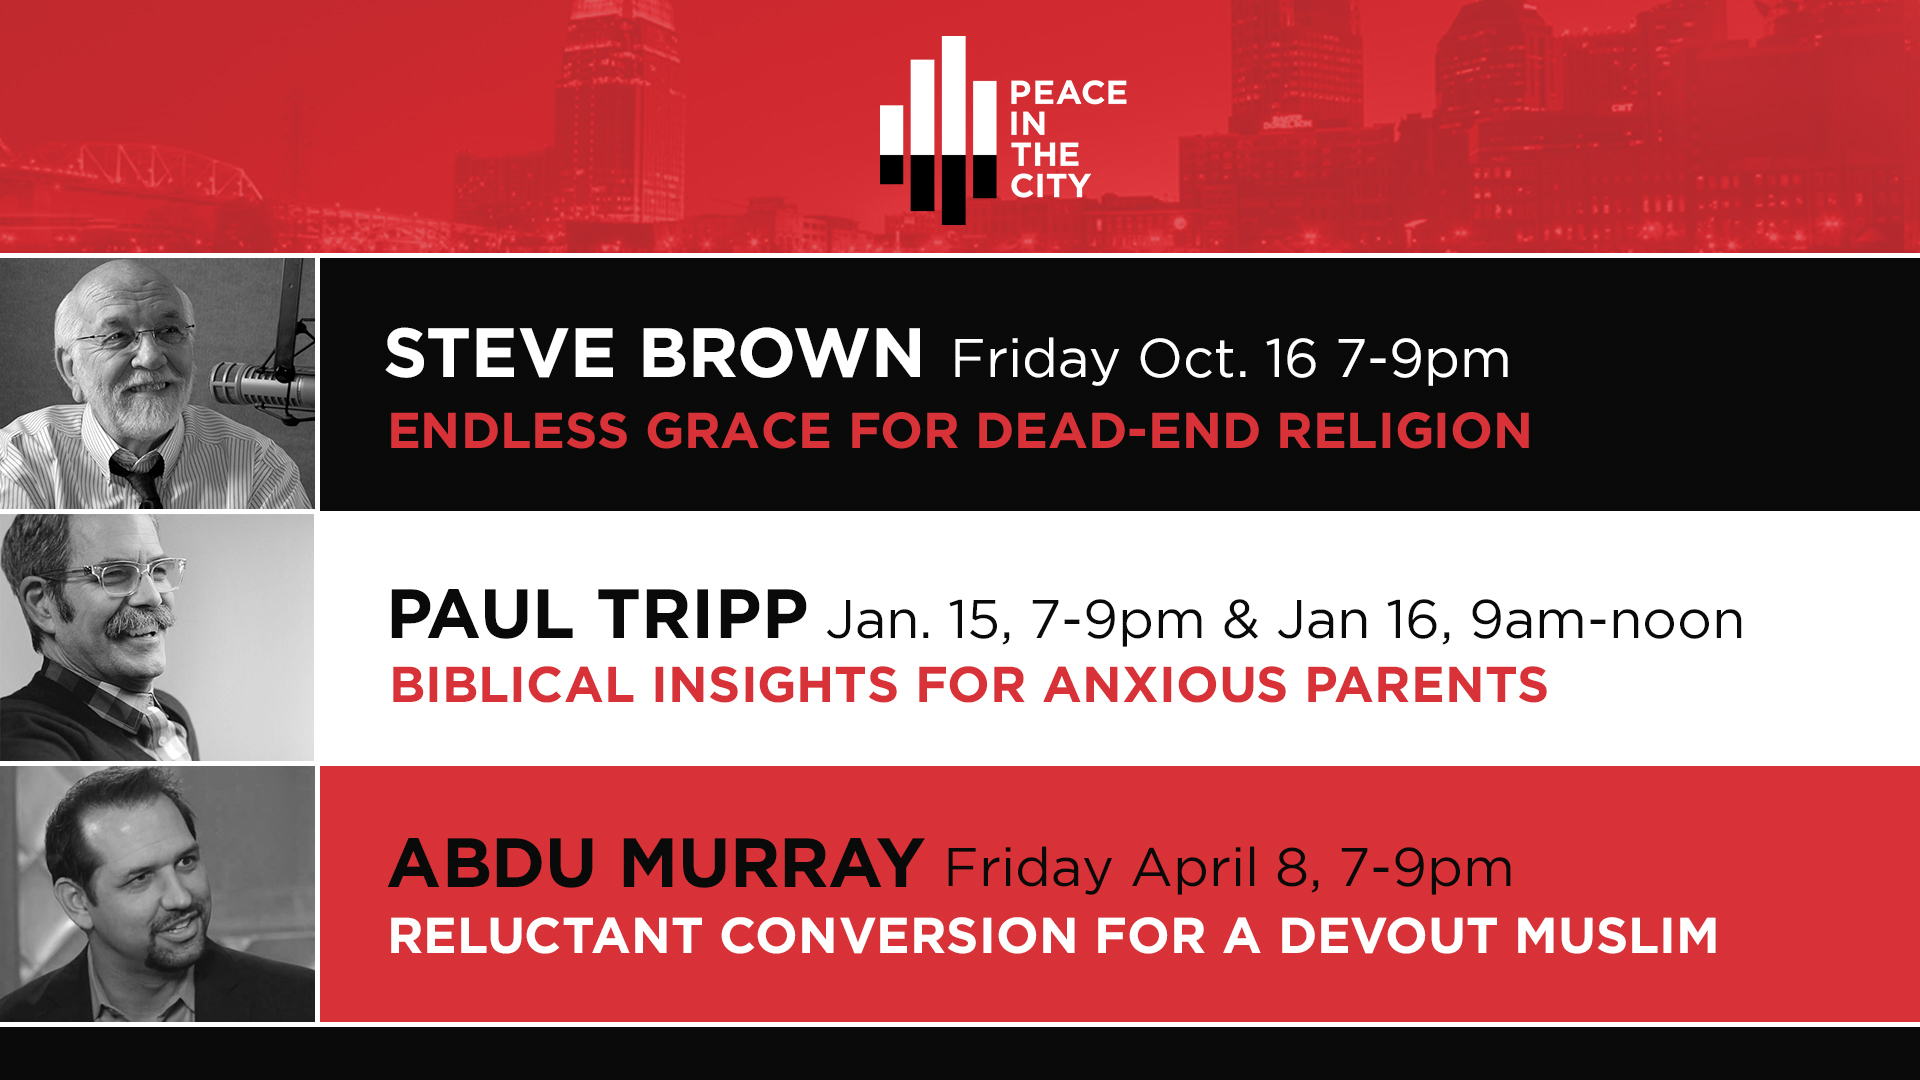 PEACE
IN
THE
CITY
BAKER
DONELSON
STEVE BROWN Friday Oct. 16 7-9pm
ENDLESS GRACE FOR DEAD-END RELIGION
PAUL TRIPP Jan. 15, 7-9pm & Jan 16, 9am-noon
BIBLICAL INSIGHTS FOR ANXIOUS PARENTS
ABDU MURRAY Friday April 8, 7-9pm
RELUCTANT CONVERSION FOR A DEVOUT MUSLIM